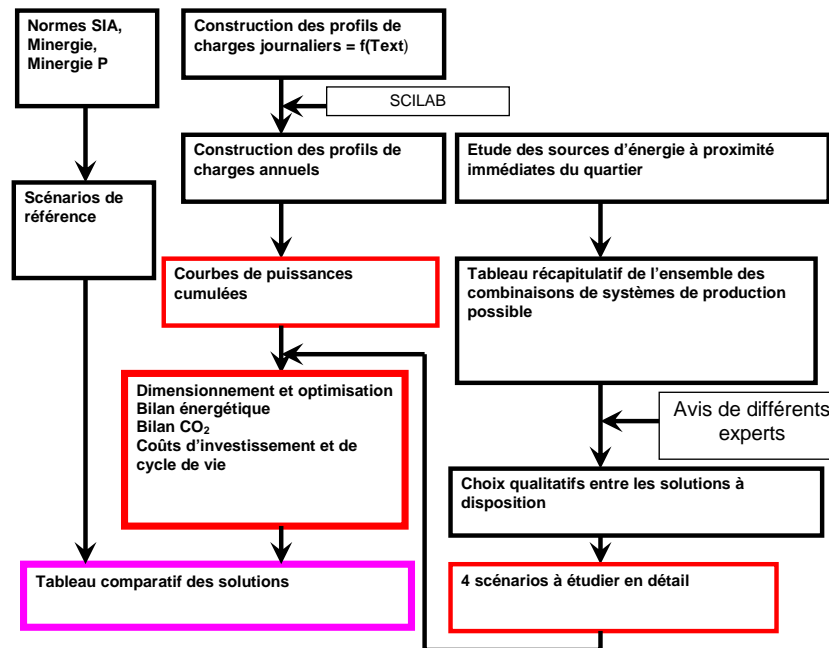 Normes SIA,
Minergie,
Minergie P
Construction des profils de
charges journaliers = f(Text)
SCILAB
Construction des profils de
charges annuels
Etude des sources d’énergie à proximité
immédiates du quartier
Scénarios de
référence
Courbes de puissances
cumulées
Tableau récapitulatif de l’ensemble des
combinaisons de systèmes de production
possible
Dimensionnement et optimisation
Bilan énergétique
Bilan CO₂
Coûts d’investissement et de
cycle de vie
Avis de différents
experts
Choix qualitatifs entre les solutions à
disposition
Tableau comparatif des solutions
4 scénarios à étudier en détail